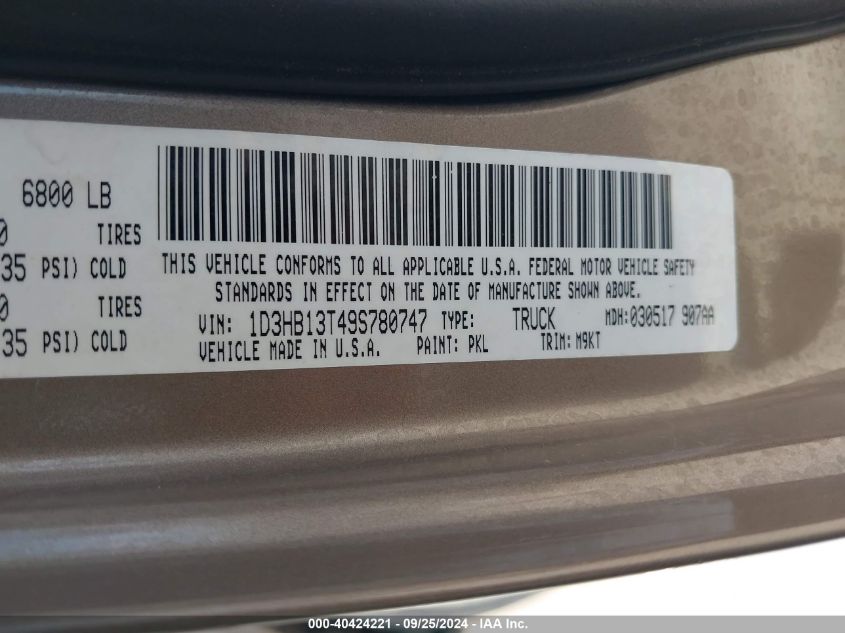 6800 LB
0 TIRES
35 PSI) COLD
0 TIRES
35 PSI) COLD
THIS VEHICLE CONFORMS TO ALL APPLICABLE U.S.A. FEDERAL MOTOR VEHICLE SAFETY
STANDARDS IN EFFECT ON THE DATE OF MANUFACTURE SHOWN ABOVE.
VIN: 1D3HB13T49S780747 TYPE: TRUCK MDH:030517 907AA
VEHICLE MADE IN U.S.A. PAINT: PKL TRIM: M9KT
000-40424221 - 09/25/2024 - IAA Inc.